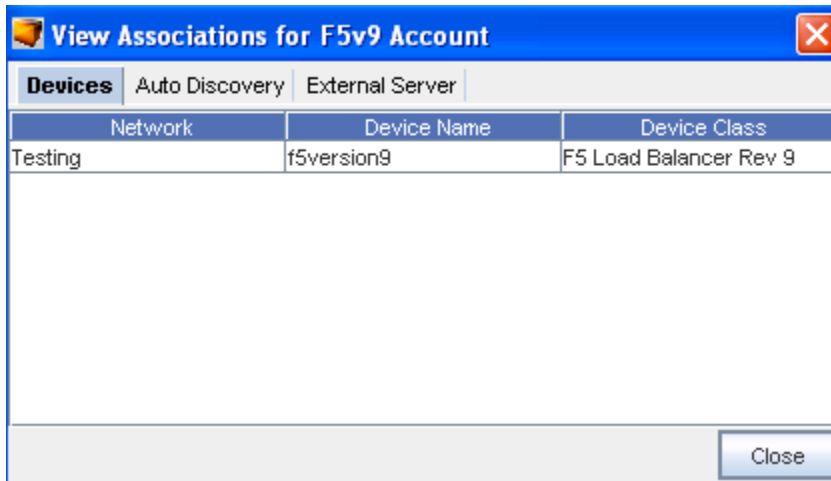 View Associations for F5v9 Account
Devices Auto Discovery External Server
Network Device Name Device Class
Testing f5version9 F5 Load Balancer Rev 9
Close